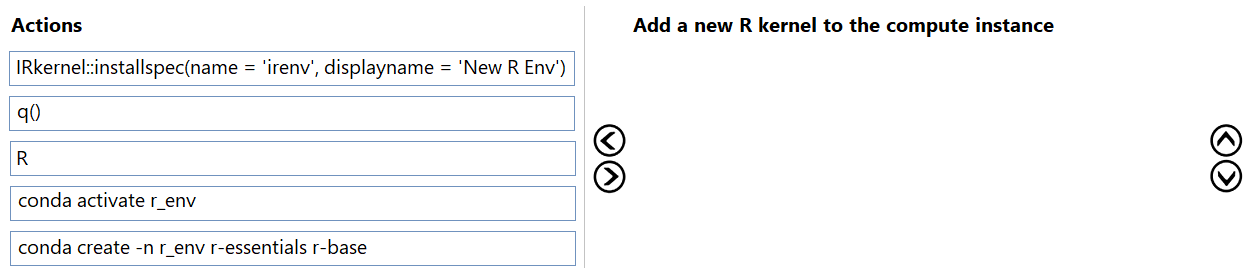 Actions
IRkernel::installspec(name = 'irenv', displayname = 'New R Env')
q()
R
conda activate r_env
conda create -n r_env r-essentials r-base
Add a new R kernel to the compute instance